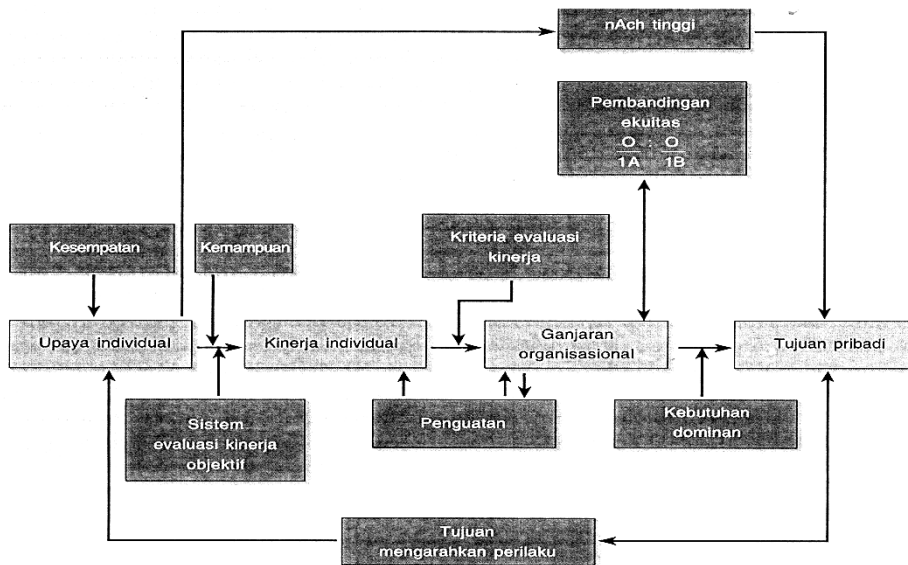 nAch tinggi
Pembandingan
ekuitas
O : O
1A 1B
Kesempatan
Kemampuan
Kriteria evaluasi
kinerja
Upaya individual
Kinerja individual
Ganjaran
organisasional
Tujuan pribadi
Sistem
evaluasi kinerja
objektif
Penguatan
Kebutuhan
dominan
Tujuan
mengarahkan perilaku